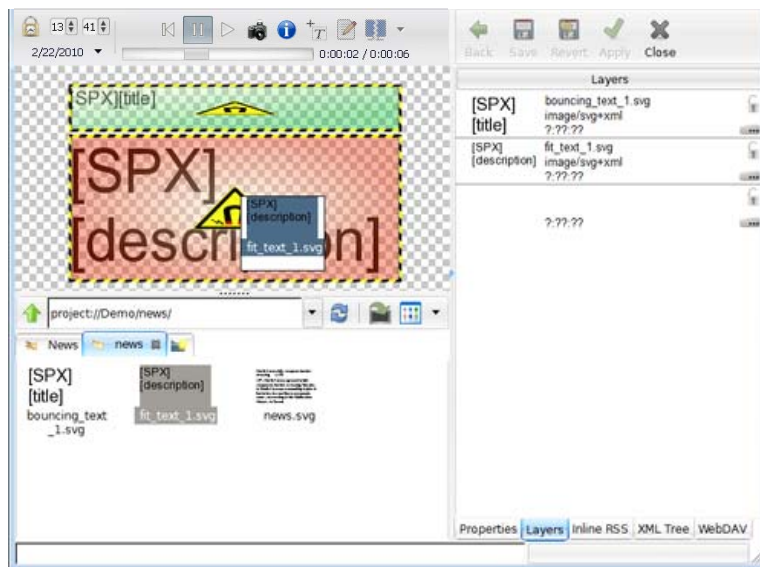 13 41
2/22/2010
0:00:02 / 0:00:06
Back Save Revert Apply Close
[SPX][title]
[SPX]
[description]
[SPX]
[description]
fit_text_1.svg
project://Demo/news/
News news
[SPX]
[title]
bouncing_text
_1.svg
[SPX]
[description]
fit_text_1.svg
news.svg
Layers
[SPX]
[title]
bouncing_text_1.svg
image/svg+xml
?:??:??
[SPX]
[description]
fit_text_1.svg
image/svg+xml
?:??:??
?:??:??
Properties Layers Inline RSS XML Tree WebDAV